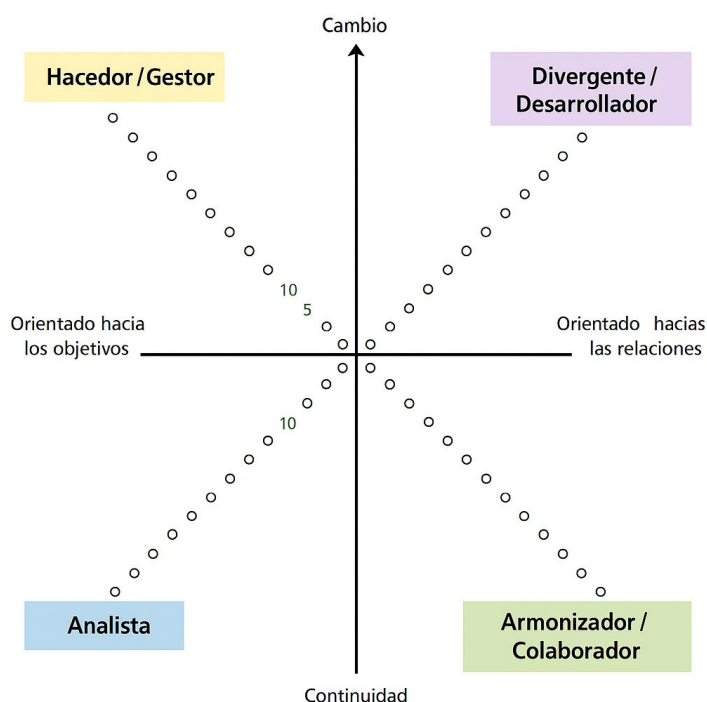 Cambio
Hacedor / Gestor
Divergente /
Desarrollador
10
5
Orientado hacia
los objetivos
Orientado hacias
las relaciones
10
Analista
Armonizador /
Colaborador
Continuidad